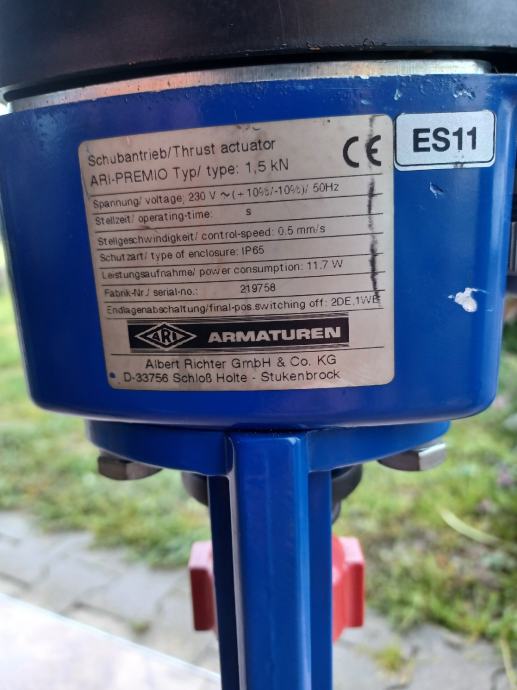 Schubantrieb/Thrust actuator
ARI-PREMIO Typ/ type: 1,5 kN
CE
ES11
Spannung/ voltage: 230 V ~ (+10%/-10%)/ 50Hz
Stellzeit/ operating-time: s
Stellgeschwindigkeit/ control-speed: 0.5 mm/s
Schutzart/ type of enclosure: IP65
Leistungsaufnahme/ power consumption: 11.7 W
Fabrik-Nr./ serial-no.: 219758
Endlagenabschaltung/final-pos.switching off: 2DE,1WE
ARI ARMATUREN
Albert Richter GmbH & Co. KG
D-33756 Schloß Holte - Stukenbrock